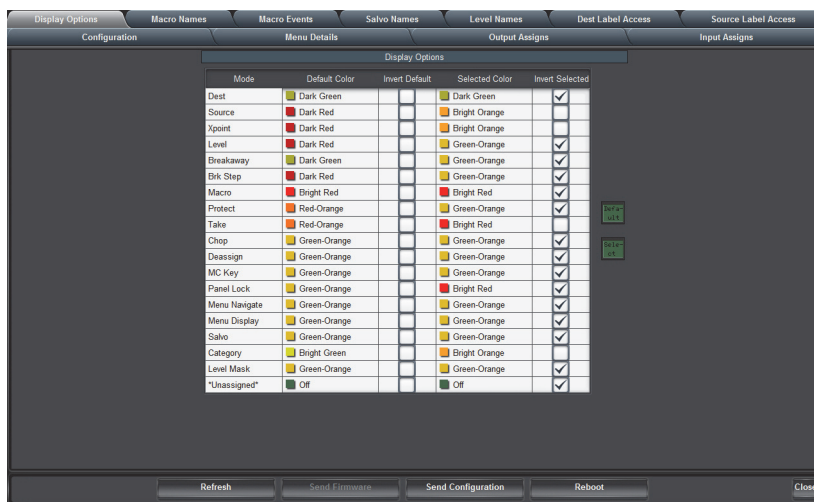 Display Options Macro Names Macro Events Salvo Names Level Names Dest Label Access Source Label Access
Configuration Menu Details Output Assigns Input Assigns
Display Options
Mode Default Color Invert Default Selected Color Invert Selected
Dest Dark Green Dark Green
Source Dark Red Bright Orange
Xpoint Dark Red Bright Orange
Level Dark Red Green-Orange
Breakaway Dark Green Green-Orange
Brk Step Dark Red Green-Orange
Macro Bright Red Bright Red
Protect Red-Orange Green-Orange
Take Red-Orange Bright Red
Chop Green-Orange Green-Orange
Deassign Green-Orange Green-Orange
MC Key Green-Orange Green-Orange
Panel Lock Green-Orange Bright Red
Menu Navigate Green-Orange Green-Orange
Menu Display Green-Orange Green-Orange
Salvo Green-Orange Green-Orange
Category Bright Green Bright Orange
Level Mask Green-Orange Green-Orange
*Unassigned* Off Off
Defa-
ult
Sele-
ct
Refresh Send Firmware Send Configuration Reboot Close